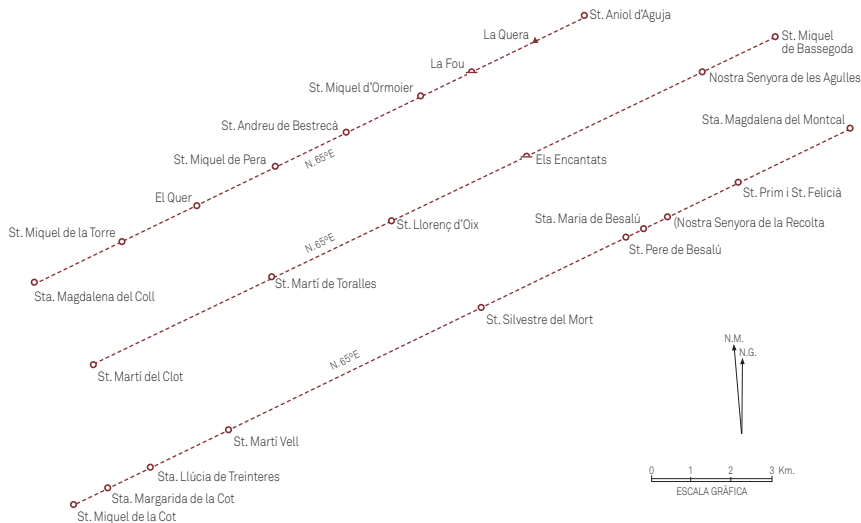 St. Aniol d'Aguja
La Quera
La Fou
St. Miquel d'Ormoier
St. Andreu de Bestrecà
St. Miquel de Pera
El Quer
St. Miquel de la Torre
Sta. Magdalena del Coll
N. 65ºE
St. Miquel
de Bassegoda
Nostra Senyora de les Agulles
Els Encantats
St. Llorenç d'Oix
N. 65ºE
St. Martí de Toralles
St. Martí del Clot
Sta. Magdalena del Montcal
St. Prim i St. Felicià
(Nostra Senyora de la Recolta
Sta. Maria de Besalú
St. Pere de Besalú
St. Silvestre del Mort
N. 65ºE
St. Martí Vell
Sta. Llúcia de Treinteres
Sta. Margarida de la Cot
St. Miquel de la Cot
N.M.
N.G.
0 1 2 3 Km.
ESCALA GRÀFICA